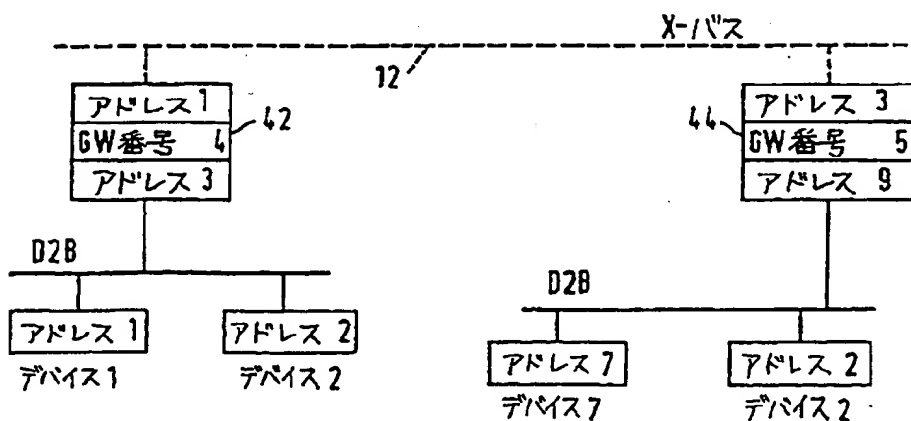 X-バス
12
アドレス 1
GW番号 4
アドレス 3
42
アドレス 3
GW番号 5
アドレス 9
44
D2B
アドレス 1
アドレス 2
デバイス 1
デバイス 2
D2B
アドレス 7
アドレス 2
デバイス 7
デバイス 2